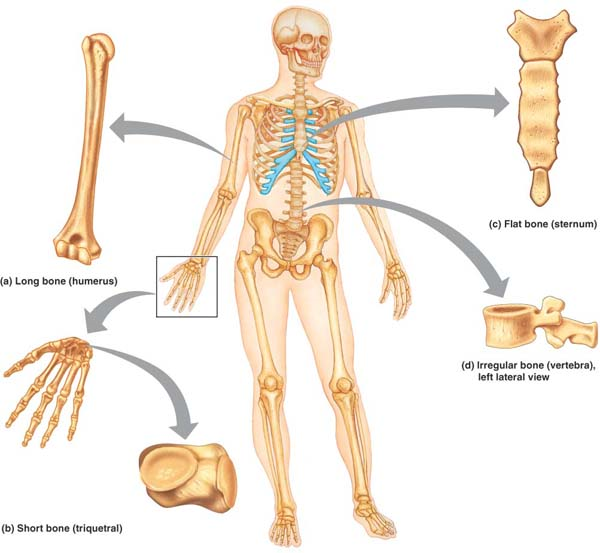 (a) Long bone (humerus)
(b) Short bone (triquetral)
(c) Flat bone (sternum)
(d) Irregular bone (vertebra),
left lateral view